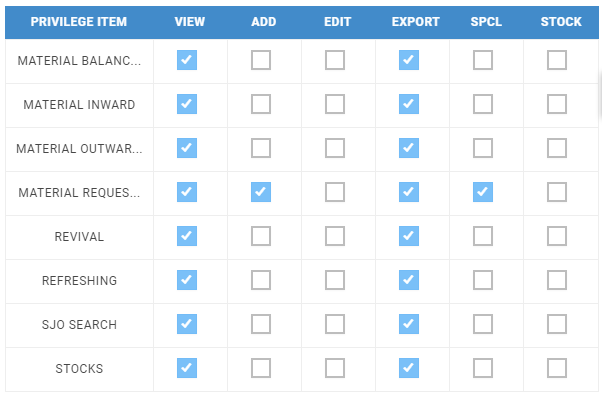 PRIVILEGE ITEM VIEW ADD EDIT EXPORT SPCL STOCK
MATERIAL BALANC...
MATERIAL INWARD
MATERIAL OUTWAR...
MATERIAL REQUES...
REVIVAL
REFRESHING
SJO SEARCH
STOCKS